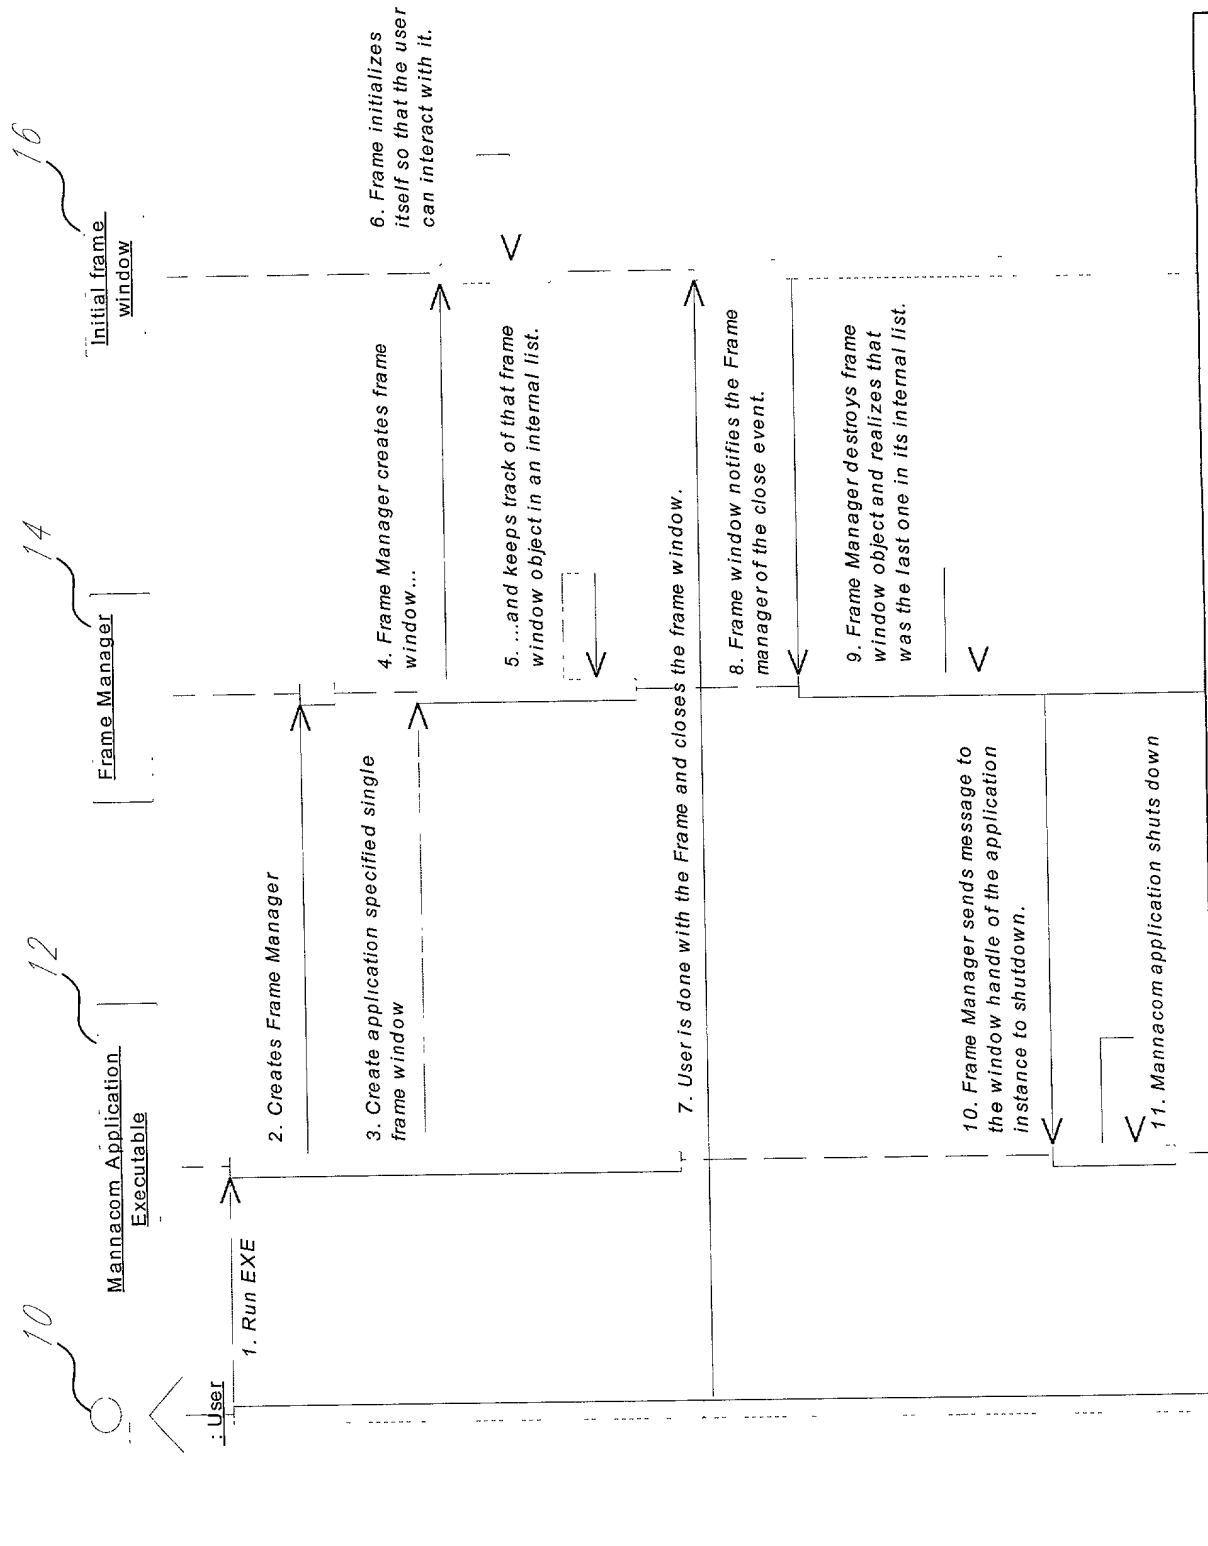 10
12
14
16
: User
Mannacom Application
Executable
Frame Manager
Initial frame
window
1. Run EXE
2. Creates Frame Manager
3. Create application specified single
frame window
4. Frame Manager creates frame
window...
5. ...and keeps track of that frame
window object in an internal list.
6. Frame initializes
itself so that the user
can interact with it.
7. User is done with the Frame and closes the frame window.
8. Frame window notifies the Frame
manager of the close event.
9. Frame Manager destroys frame
window object and realizes that
was the last one in its internal list.
10. Frame Manager sends message to
the window handle of the application
instance to shutdown.
11. Mannacom application shuts down